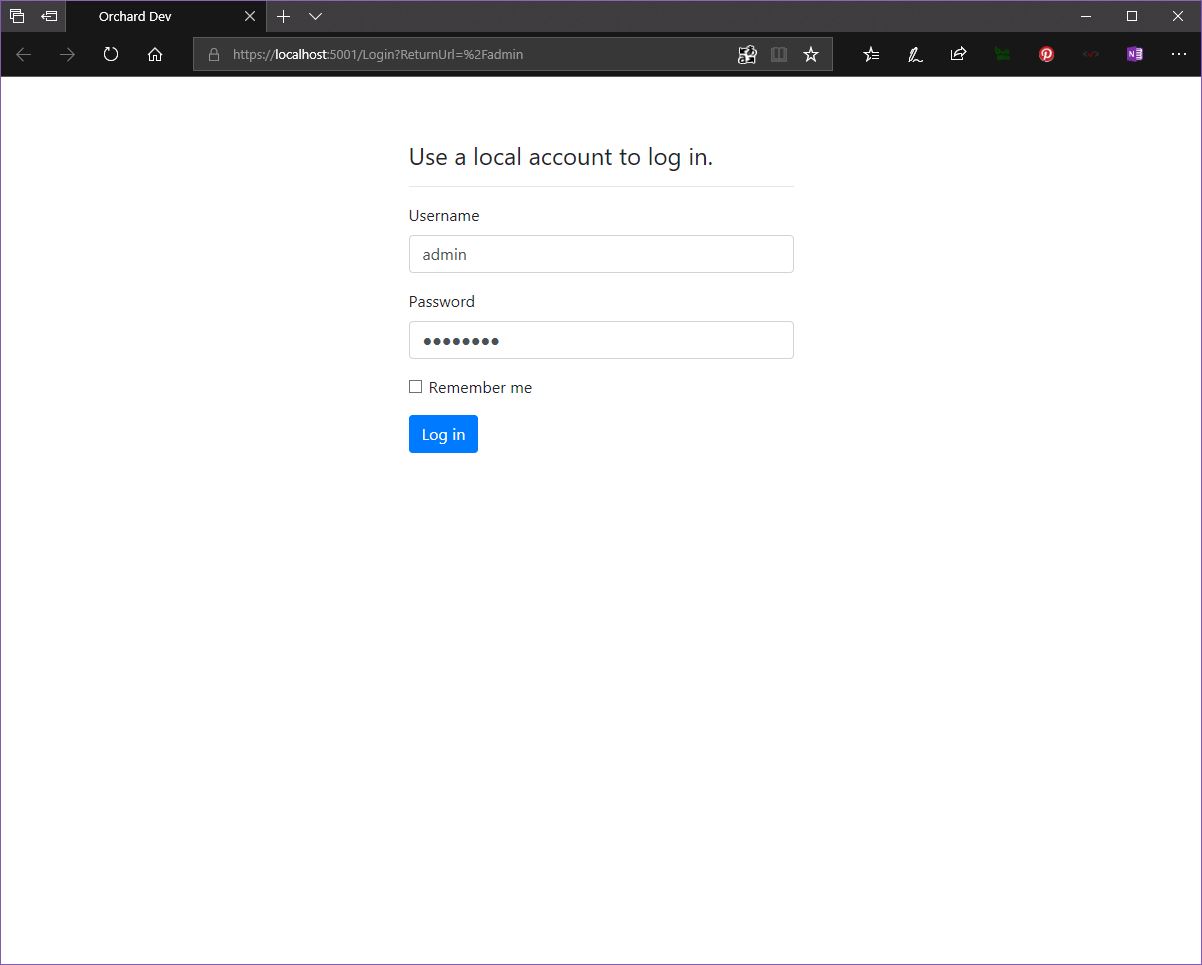 Orchard Dev
https://localhost:5001/Login?ReturnUrl=%2Fadmin
Use a local account to log in.
Username
admin
Password
●●●●●●●●
Remember me
Log in